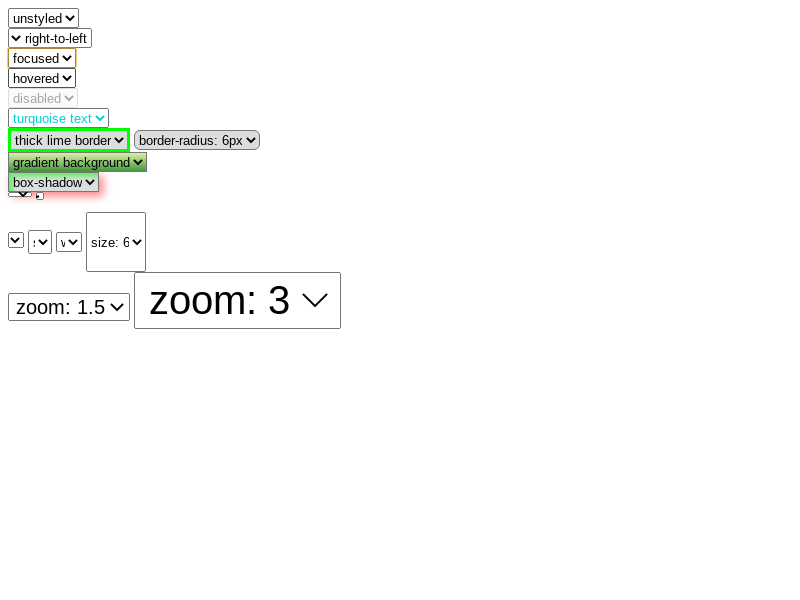 unstyled
right-to-left
focused
hovered
disabled
turquoise text
thick lime border border-radius: 6px
gradient background
box-shadow
size: 6
zoom: 1.5 zoom: 3